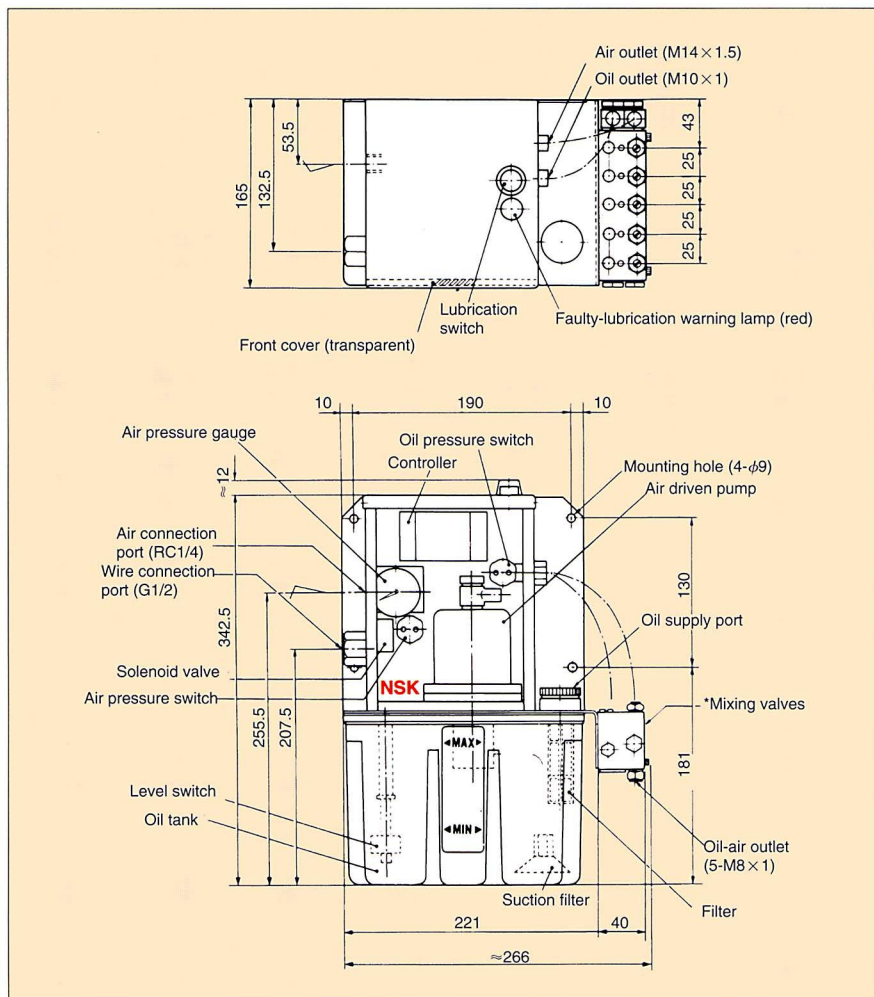 Air outlet (M14×1.5)
Oil outlet (M10×1)
165
132.5
53.5
43
25
25
25
25
Lubrication
switch
Faulty-lubrication warning lamp (red)
Front cover (transparent)
10
190
10
Air pressure gauge
Oil pressure switch
Controller
Mounting hole (4-ϕ9)
Air driven pump
≈12
Air connection
port (RC1/4)
Wire connection
port (G1/2)
342.5
255.5
207.5
130
Oil supply port
Solenoid valve
Air pressure switch
NSK
*Mixing valves
181
MAX
MIN
Level switch
Oil tank
Oil-air outlet
(5-M8×1)
Suction filter
Filter
221
40
≈266